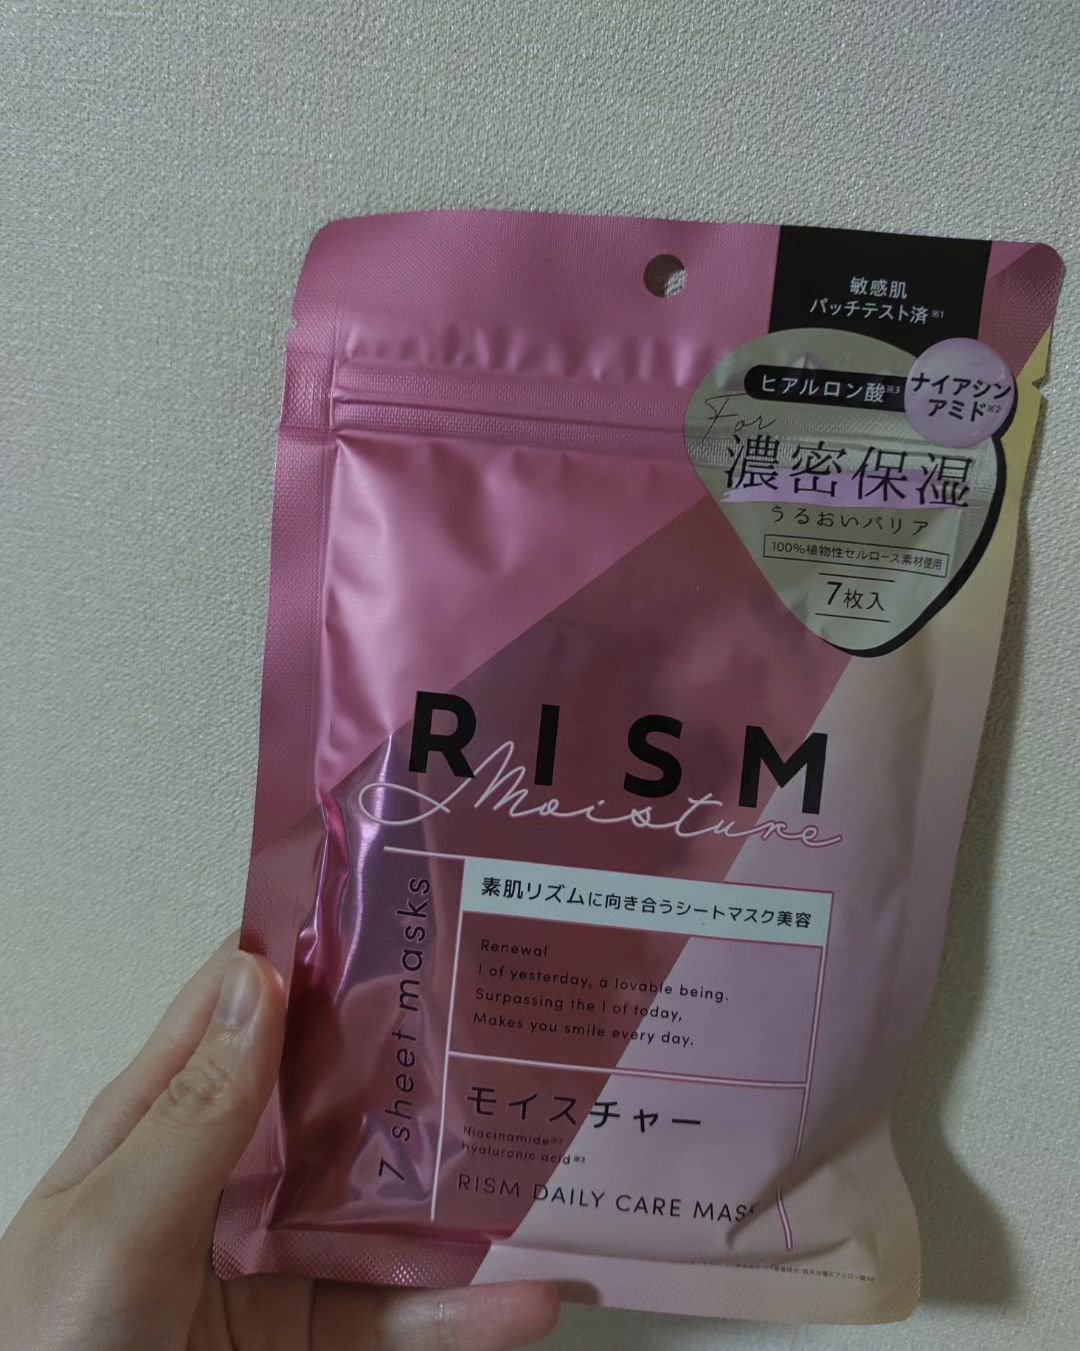 敏感肌
パッチテスト済※1
ヒアルロン酸※3
ナイアシン
アミド※2
For
濃密保湿
うるおいバリア
100%植物性セルロース素材使用
7枚入
RISM
Moisture
7 sheet masks
素肌リズムに向き合うシートマスク美容
Renewal
I of yesterday, a lovable being.
Surpassing the I of today,
Makes you smile every day.
モイスチャー
Niacinamide※2
Hyaluronic acid※3
RISM DAILY CARE MASK